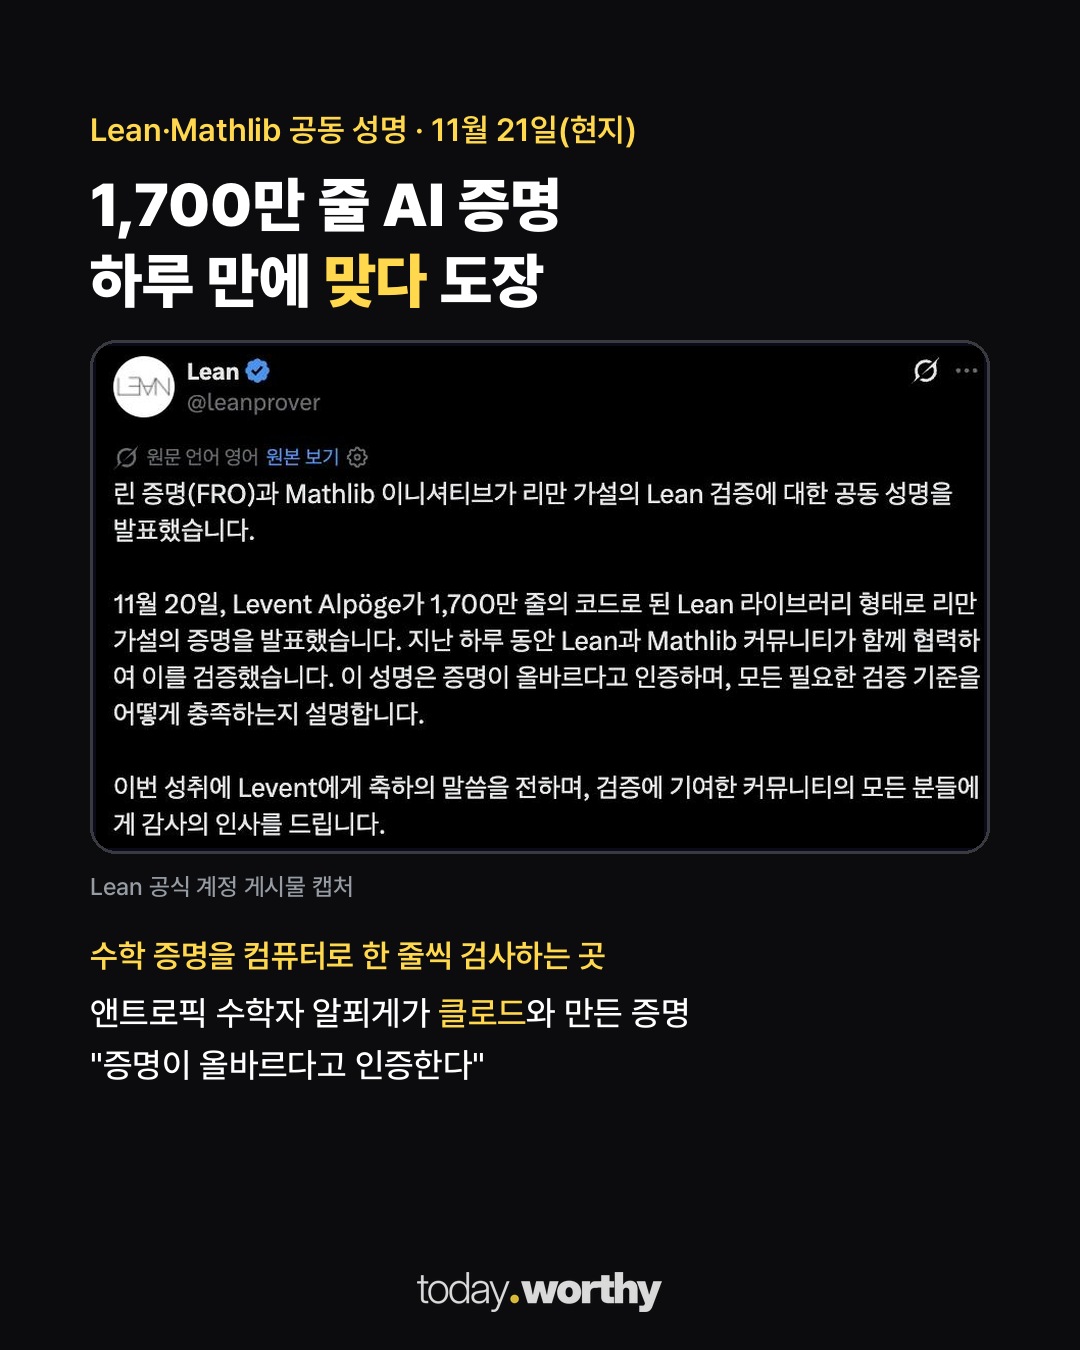 Lean·Mathlib 공동 성명 · 11월 21일(현지)
1,700만 줄 AI 증명
하루 만에 맞다 도장
LEAN
Lean
@leanprover
원문 언어 영어 원본 보기
린 증명(FRO)과 Mathlib 이니셔티브가 리만 가설의 Lean 검증에 대한 공동 성명을
발표했습니다.
11월 20일, Levent Alpöge가 1,700만 줄의 코드로 된 Lean 라이브러리 형태로 리만
가설의 증명을 발표했습니다. 지난 하루 동안 Lean과 Mathlib 커뮤니티가 함께 협력하
여 이를 검증했습니다. 이 성명은 증명이 올바르다고 인증하며, 모든 필요한 검증 기준을
어떻게 충족하는지 설명합니다.
이번 성취에 Levent에게 축하의 말씀을 전하며, 검증에 기여한 커뮤니티의 모든 분들에
게 감사의 인사를 드립니다.
Lean 공식 계정 게시물 캡처
수학 증명을 컴퓨터로 한 줄씩 검사하는 곳
앤트로픽 수학자 알푀게가 클로드와 만든 증명
"증명이 올바르다고 인증한다"
today.worthy